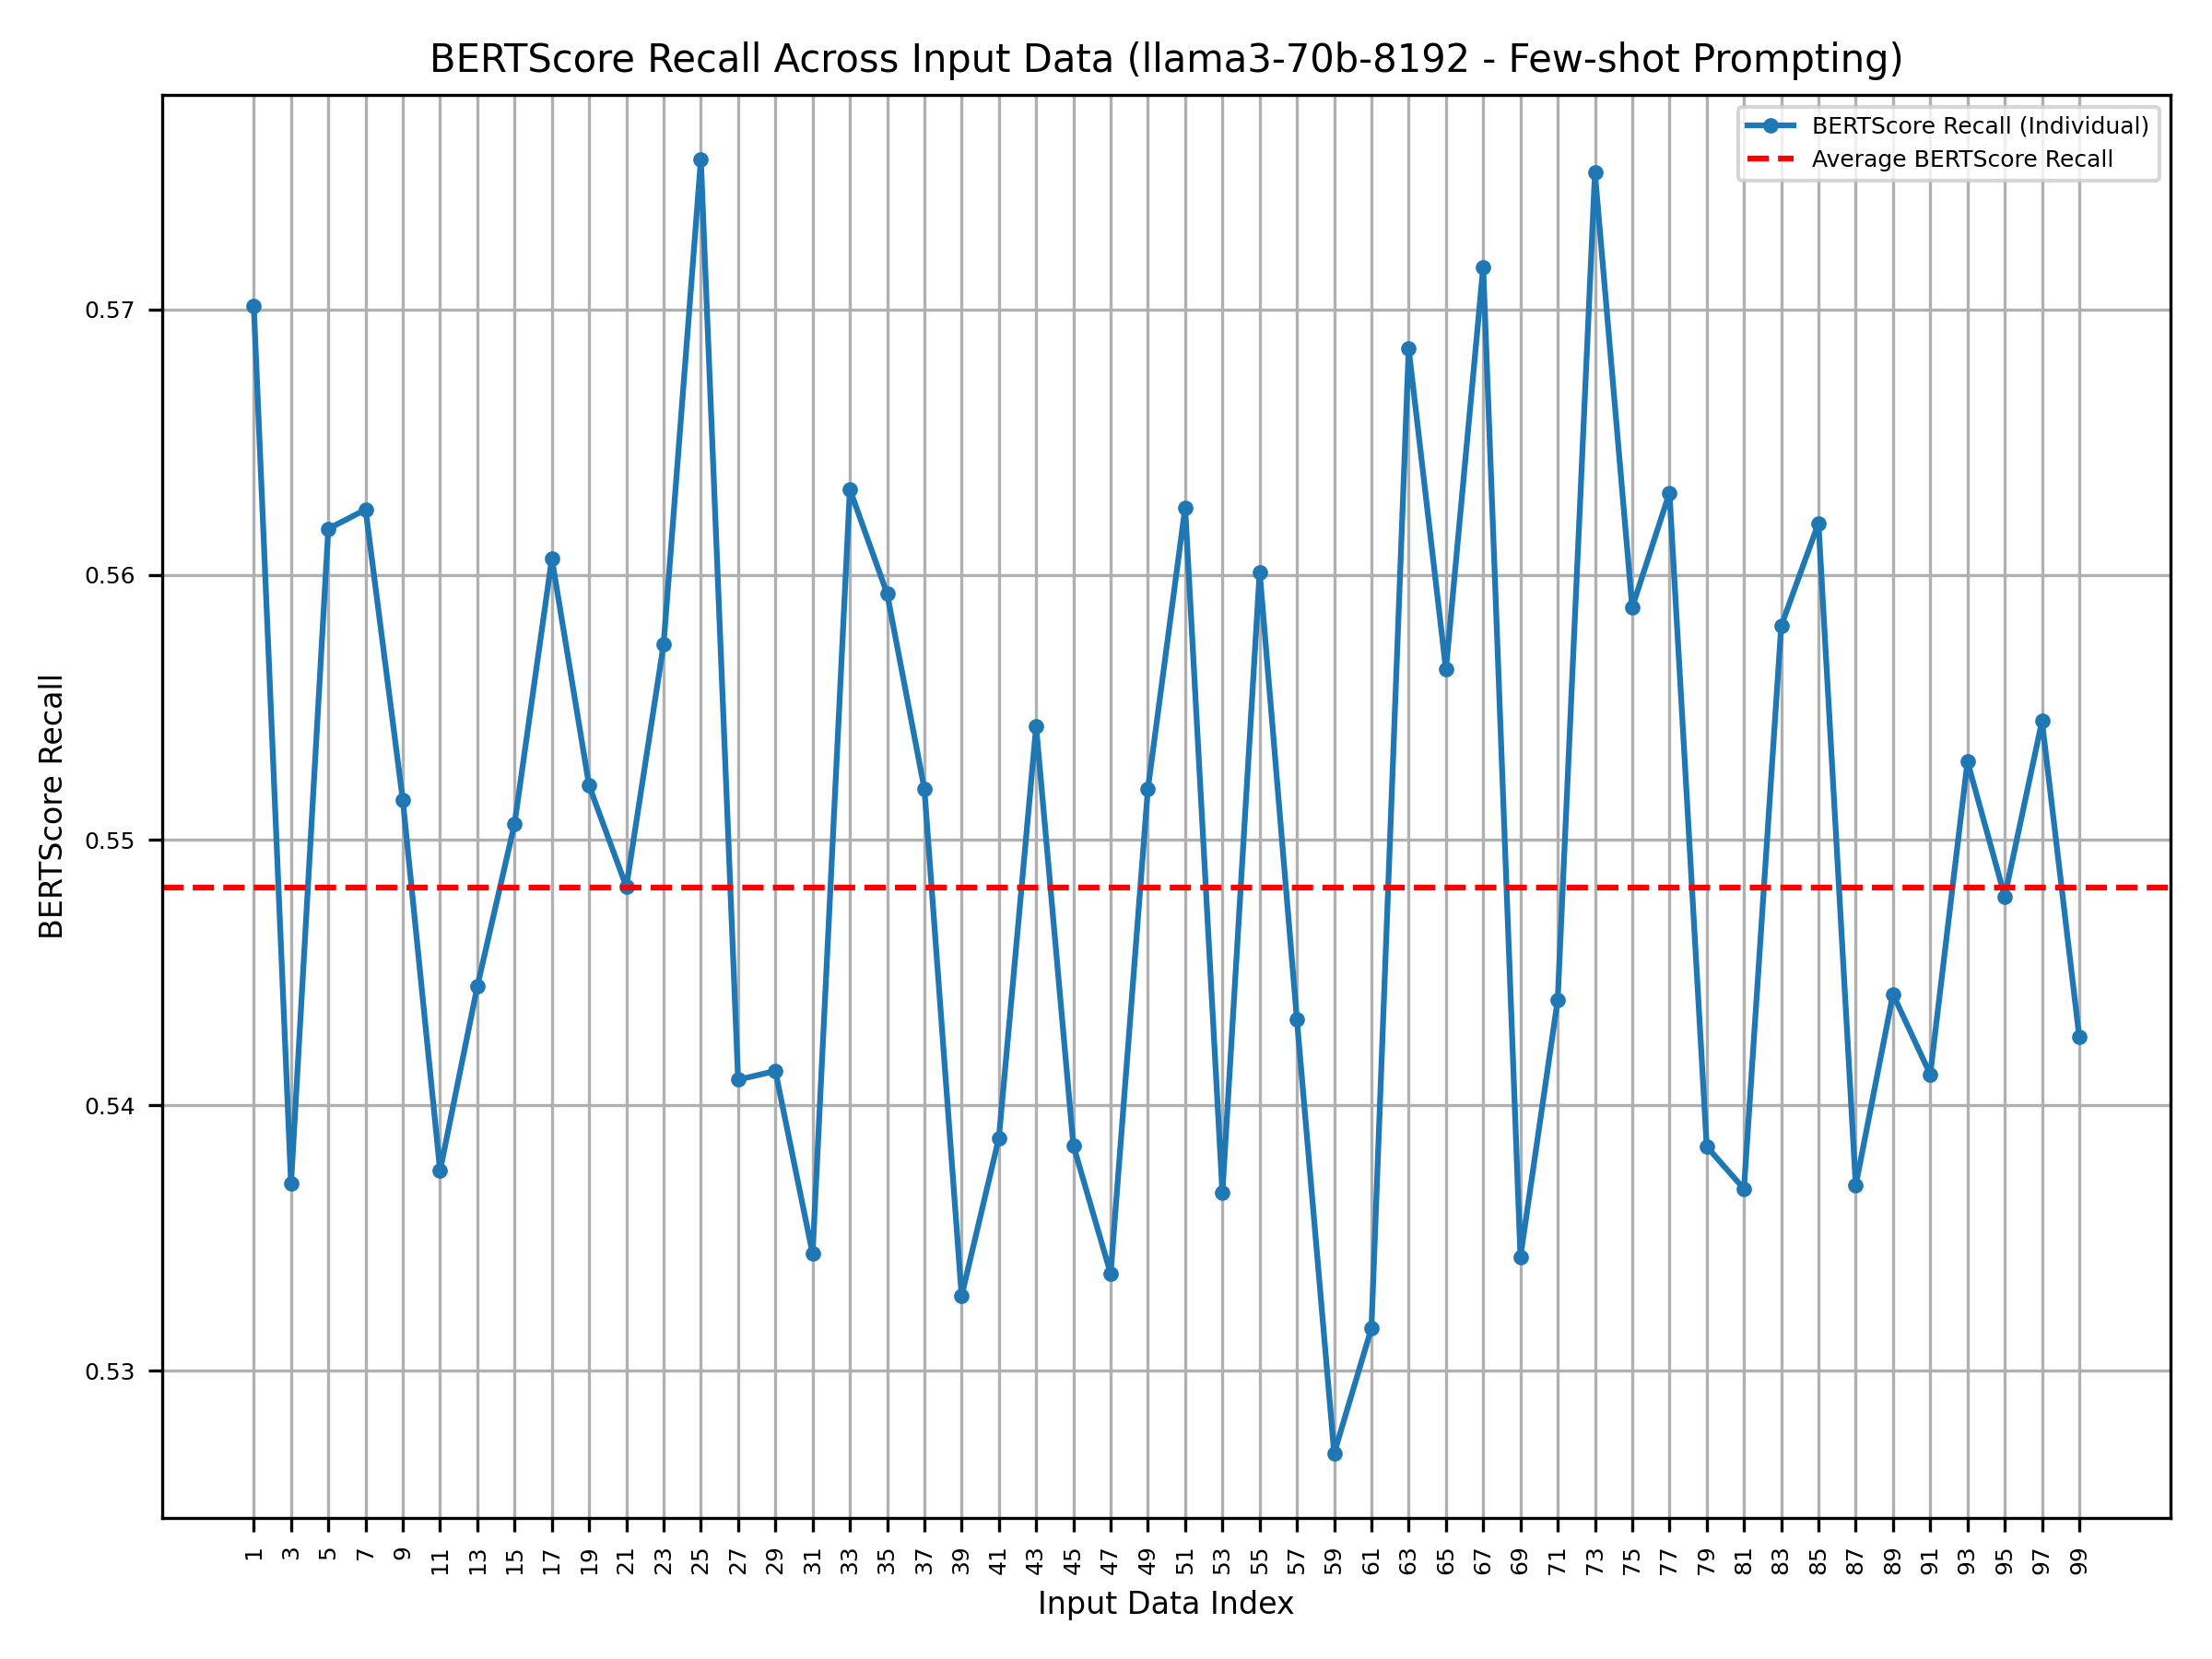 BERTScore Recall Across Input Data (llama3-70b-8192 - Few-shot Prompting)
BERTScore Recall (Individual)
Average BERTScore Recall
0.57
0.56
0.55
0.54
0.53
BERTScore Recall
1 3 5 7 9 11 13 15 17 19 21 23 25 27 29 31 33 35 37 39 41 43 45 47 49 51 53 55 57 59 61 63 65 67 69 71 73 75 77 79 81 83 85 87 89 91 93 95 97 99
Input Data Index